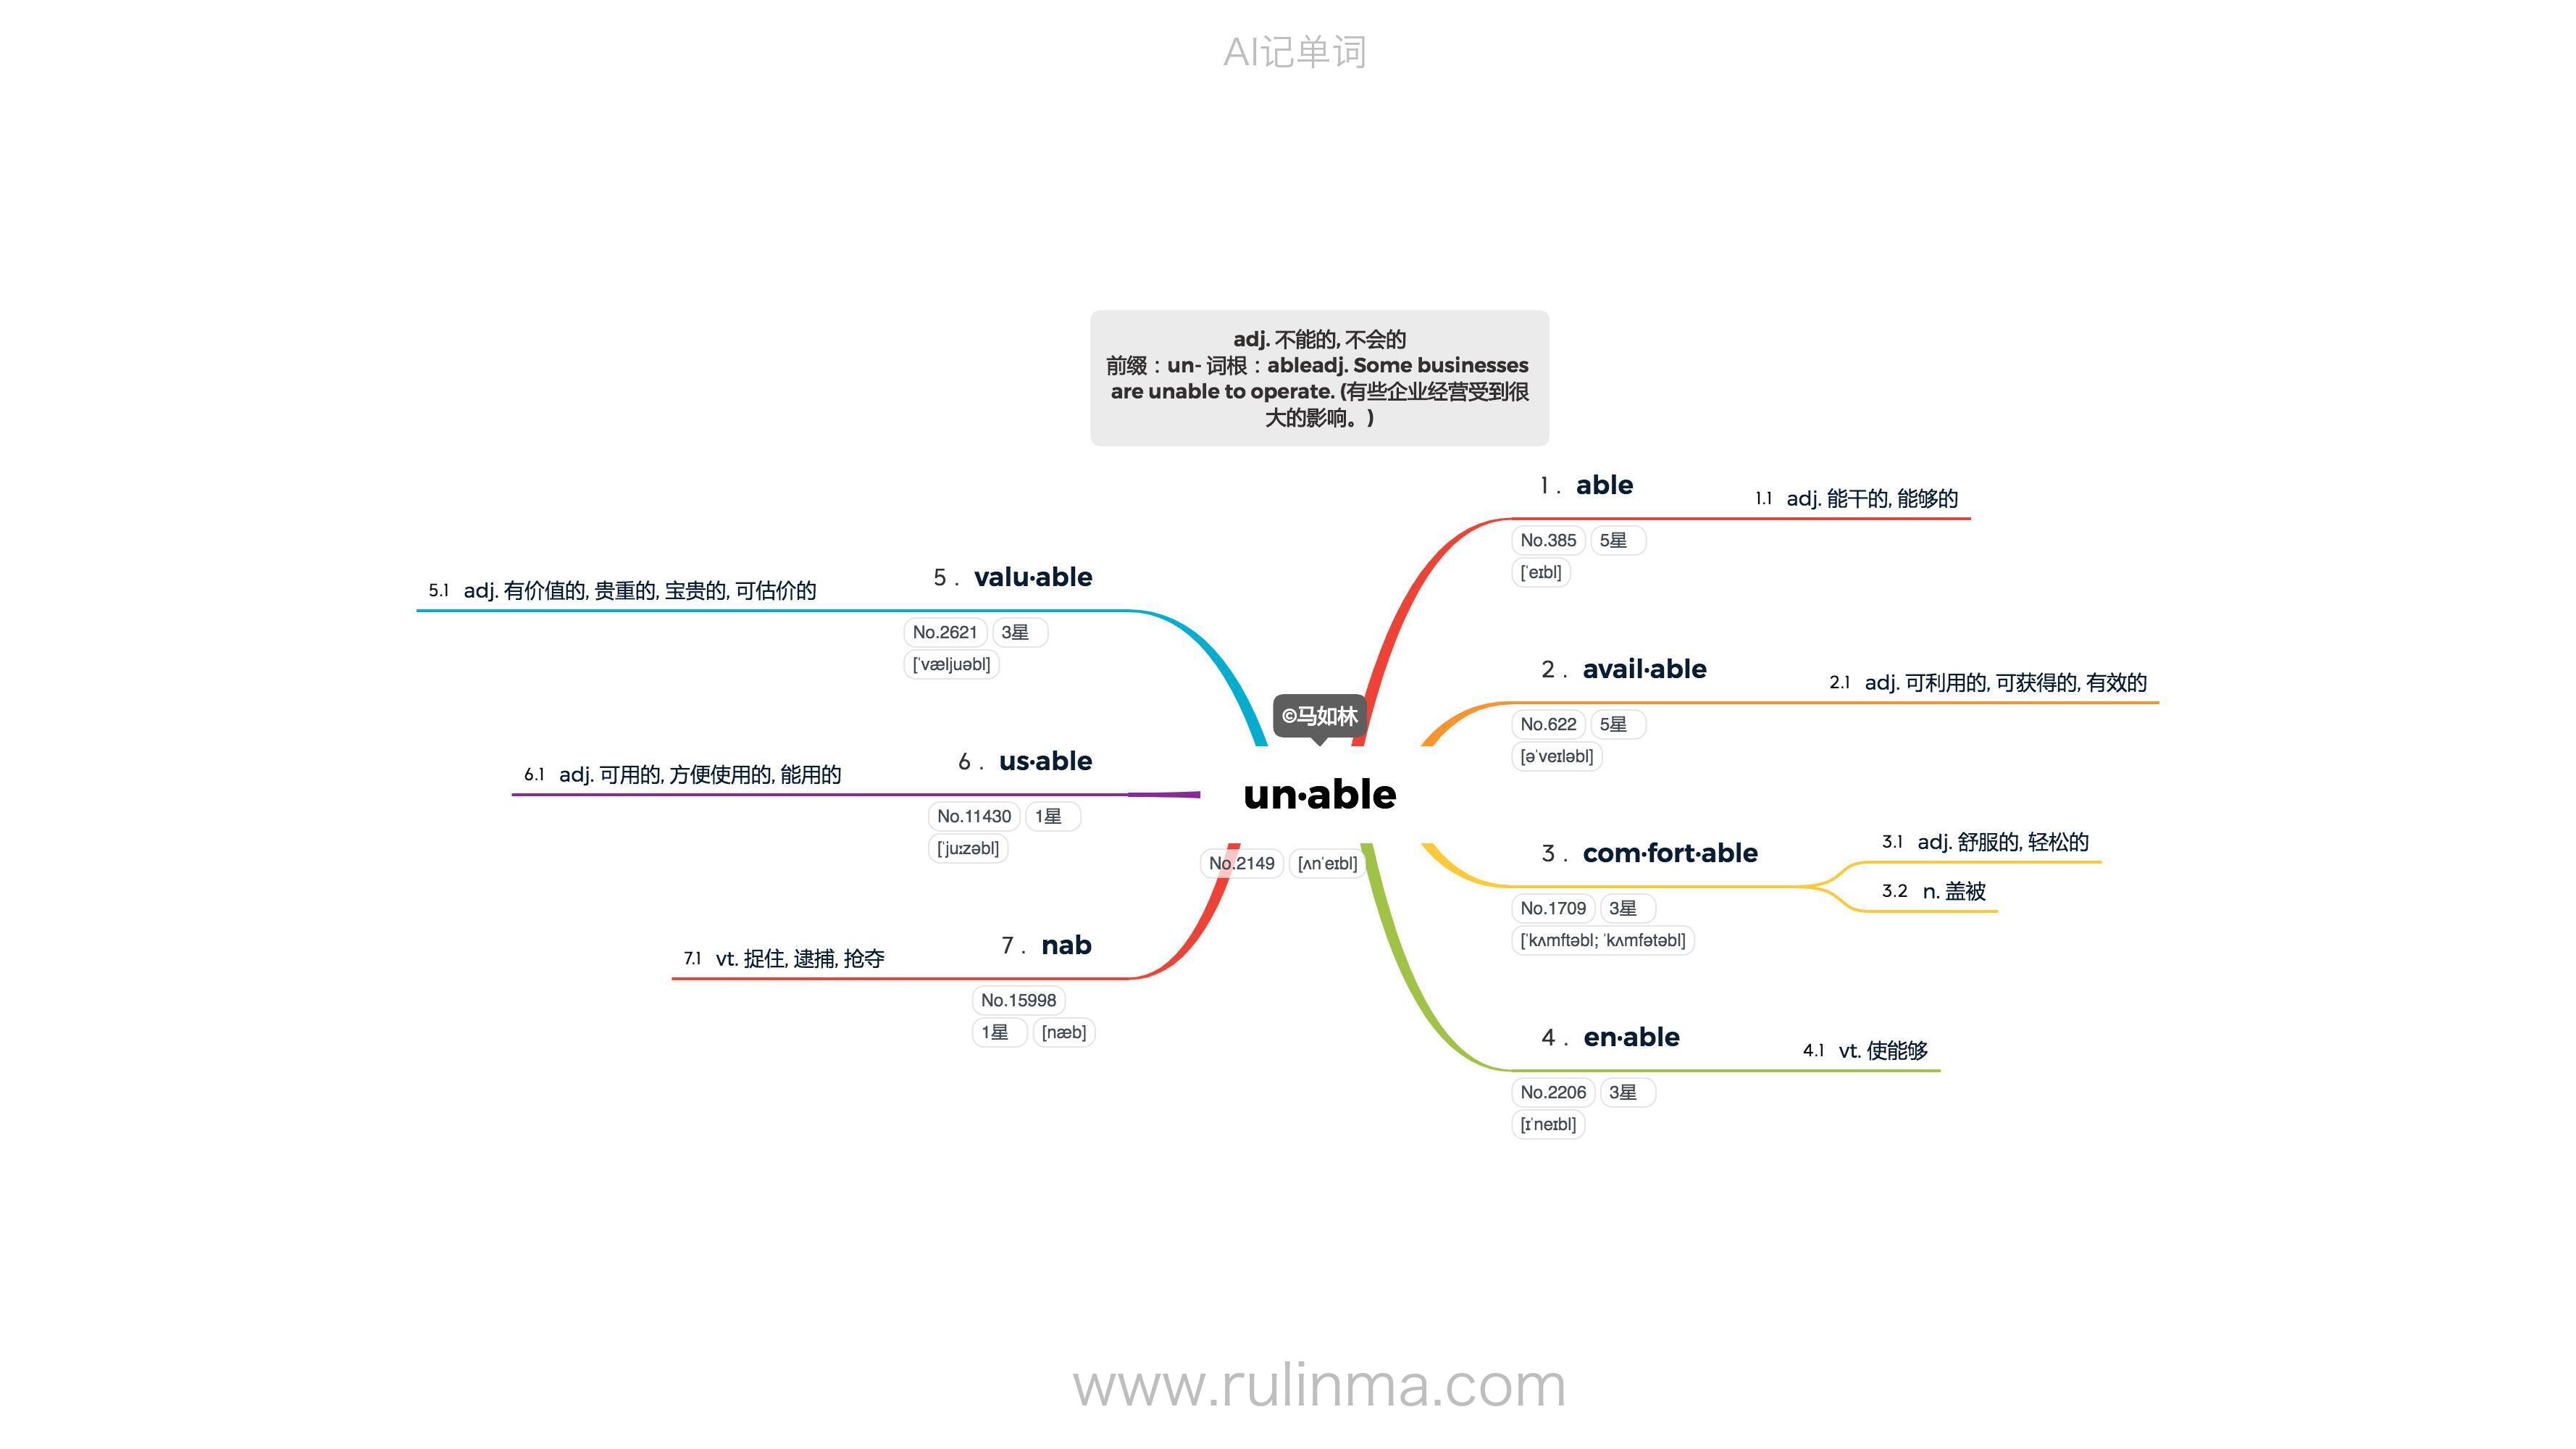 AI记单词
adj. 不能的, 不会的
前缀：un- 词根：ableadj. Some businesses
are unable to operate. (有些企业经营受到很
大的影响。)
©马如林
un·able
No.2149 [ʌnˈeɪbl]
1 . able
1.1 adj. 能干的, 能够的
No.385 5星
[ˈeɪbl]
2 . avail·able
2.1 adj. 可利用的, 可获得的, 有效的
No.622 5星
[əˈveɪləbl]
3 . com·fort·able
3.1 adj. 舒服的, 轻松的
3.2 n. 盖被
No.1709 3星
[ˈkʌmftəbl; ˈkʌmfətəbl]
4 . en·able
4.1 vt. 使能够
No.2206 3星
[ɪˈneɪbl]
5 . valu·able
5.1 adj. 有价值的, 贵重的, 宝贵的, 可估价的
No.2621 3星
[ˈvæljuəbl]
6 . us·able
6.1 adj. 可用的, 方便使用的, 能用的
No.11430 1星
[ˈjuːzəbl]
7 . nab
7.1 vt. 捉住, 逮捕, 抢夺
No.15998
1星 [næb]
www.rulinma.com